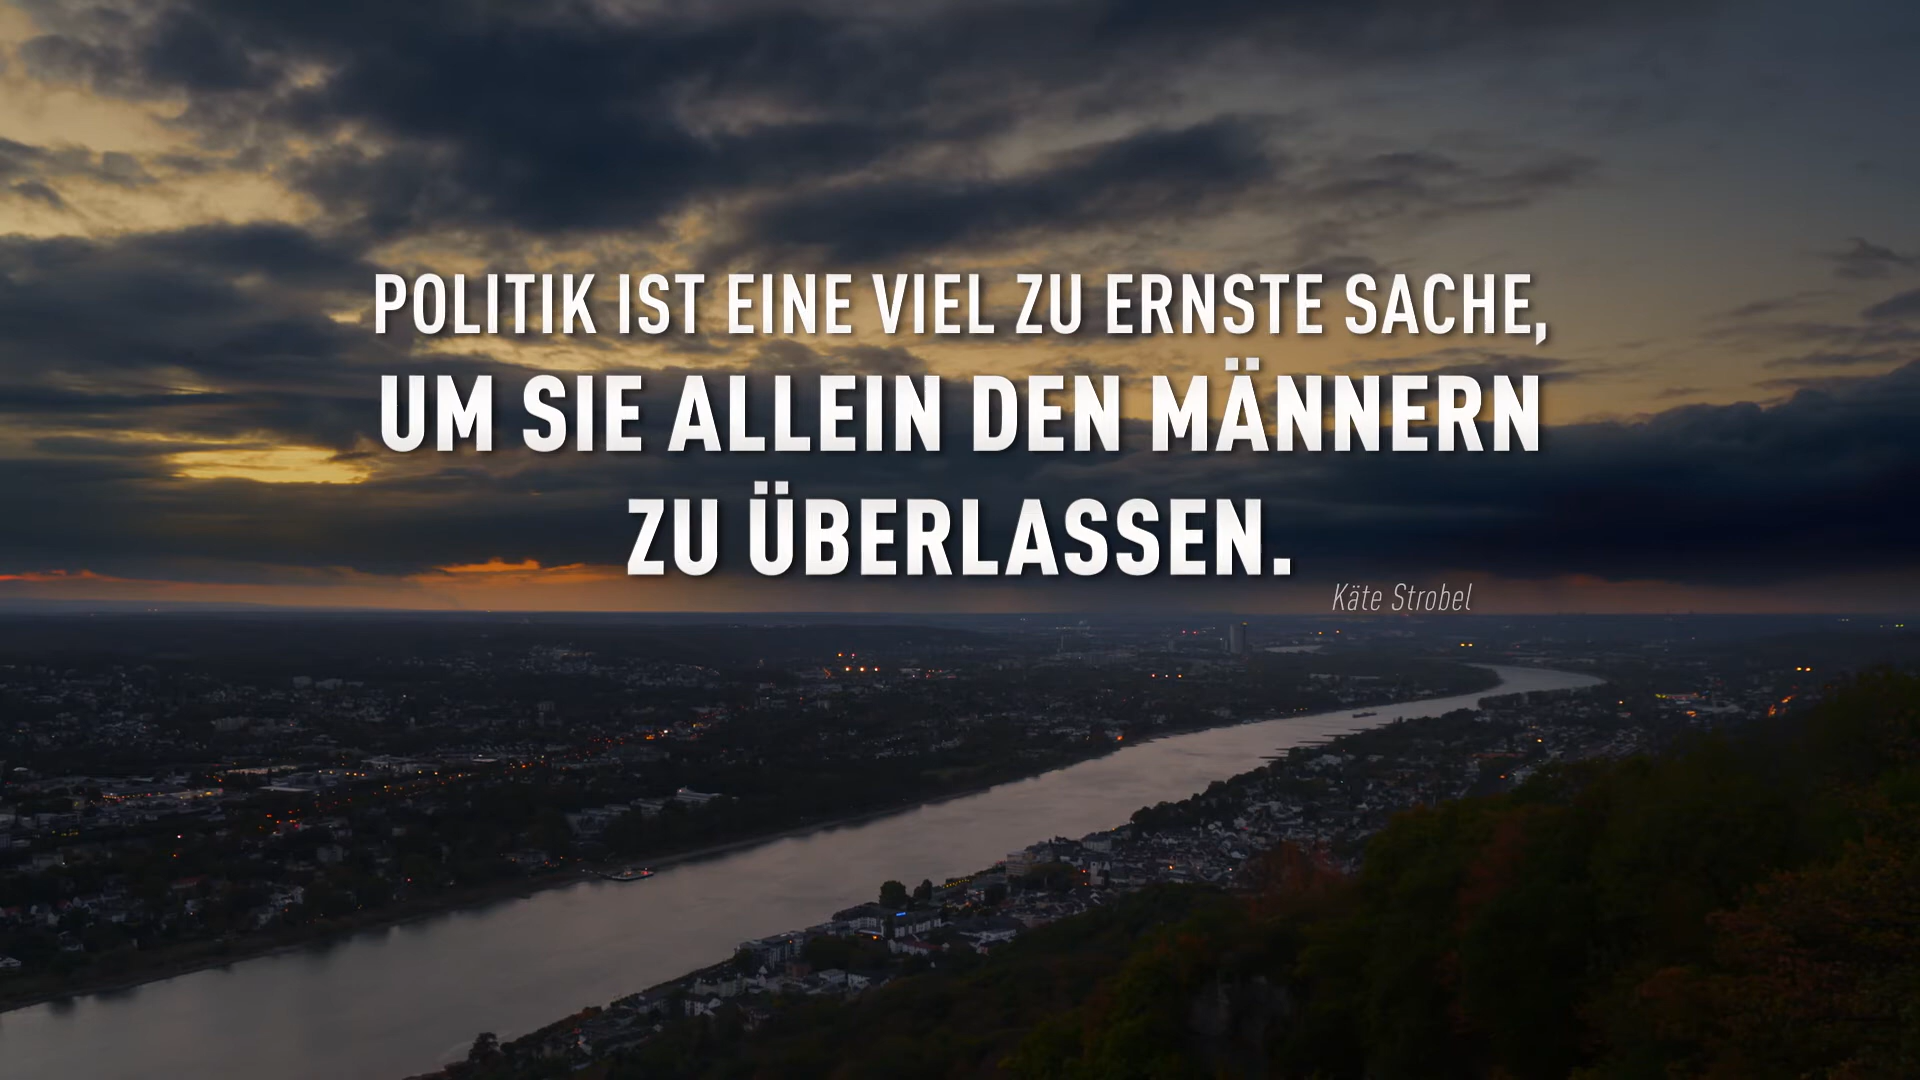 POLITIK IST EINE VIEL ZU ERNSTE SACHE,
UM SIE ALLEIN DEN MÄNNERN
ZU ÜBERLASSEN.
Käte Strobel